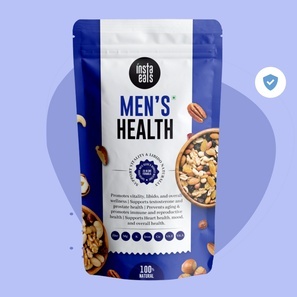 insta
eats
MEN'S*
HEALTH
Promotes vitality, libido, and overall
wellness | Supports testosterone and
prostate health | Prevents aging &
promotes immune and reproductive
health | Supports Heart health, mood,
and overall health.
100%
NATURAL